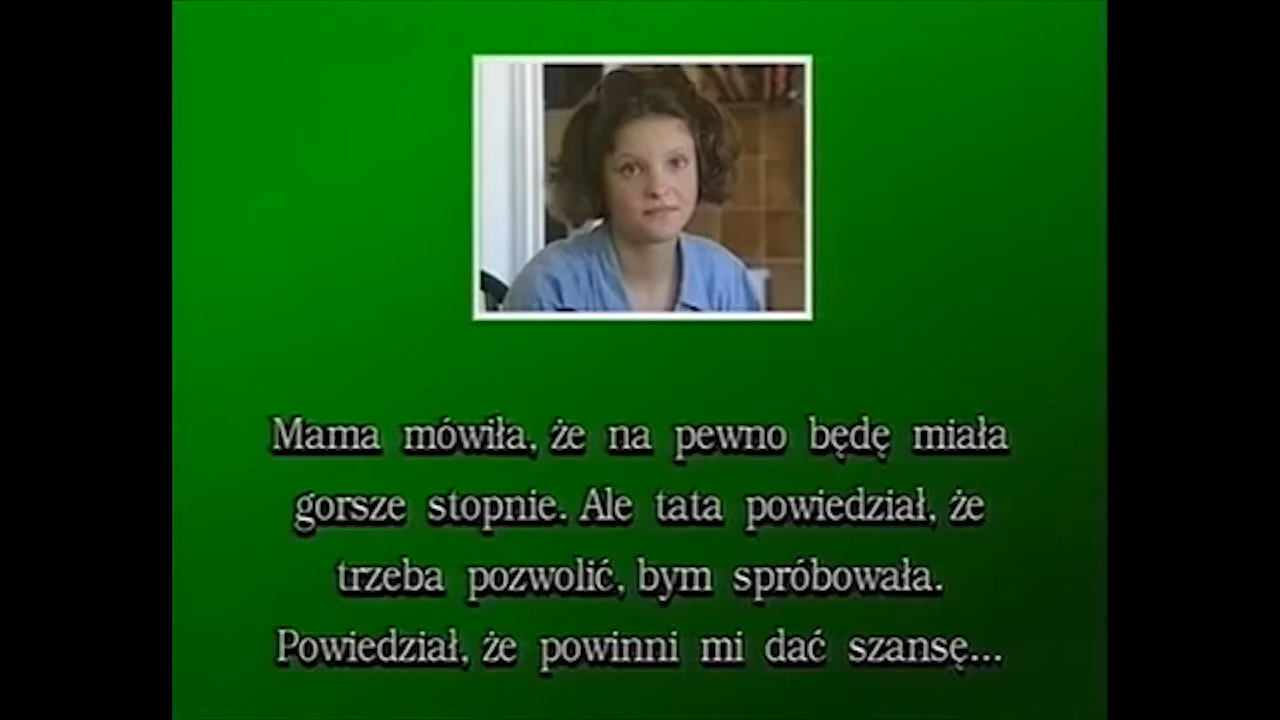 Mama mówiła, że na pewno będę miała
gorsze stopnie. Ale tata powiedział, że
trzeba pozwolić, bym spróbowała.
Powiedział, że powinni mi dać szansę...